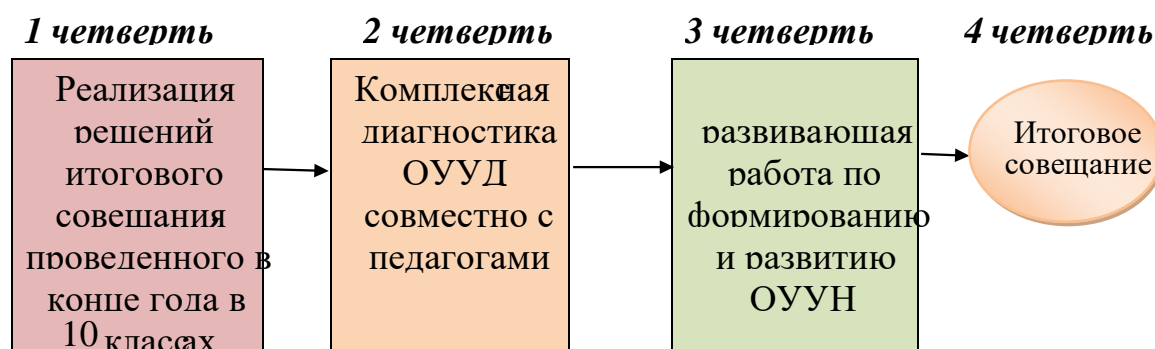 1 четверть
2 четверть
3 четверть
4 четверть
Реализация
решений
итогового
совещания
проведенного в
конце года в
10 классах
Комплексная
диагностика
ОУУД
совместно с
педагогами
развивающая
работа по
формированию
и развитию
ОУУН
Итоговое
совещание